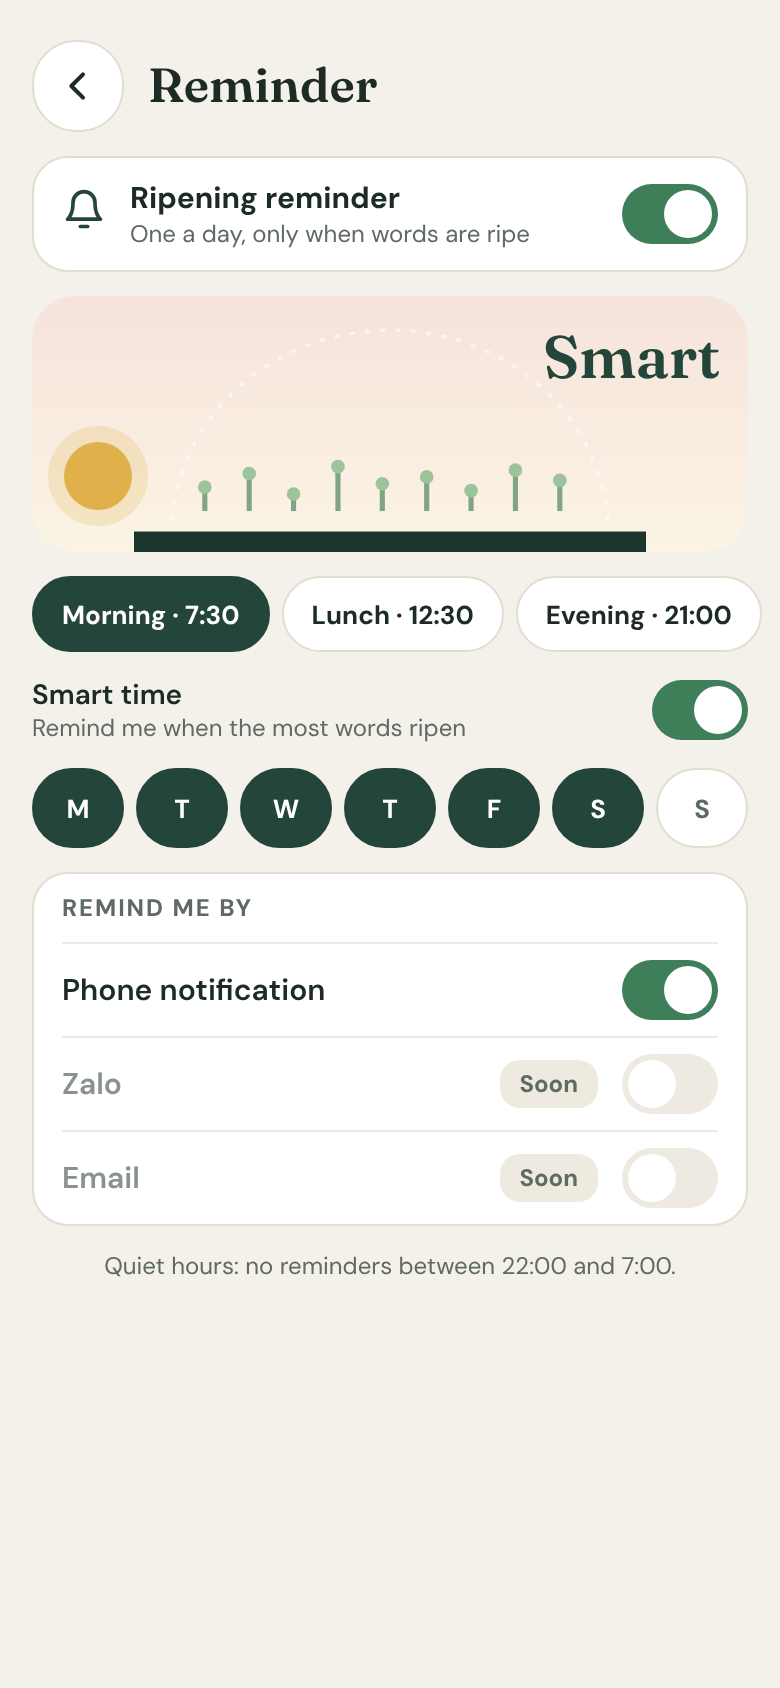 Reminder
Ripening reminder
One a day, only when words are ripe
Smart
Morning · 7:30
Lunch · 12:30
Evening · 21:00
Smart time
Remind me when the most words ripen
M T W T F S S
REMIND ME BY
Phone notification
Zalo
Soon
Email
Soon
Quiet hours: no reminders between 22:00 and 7:00.